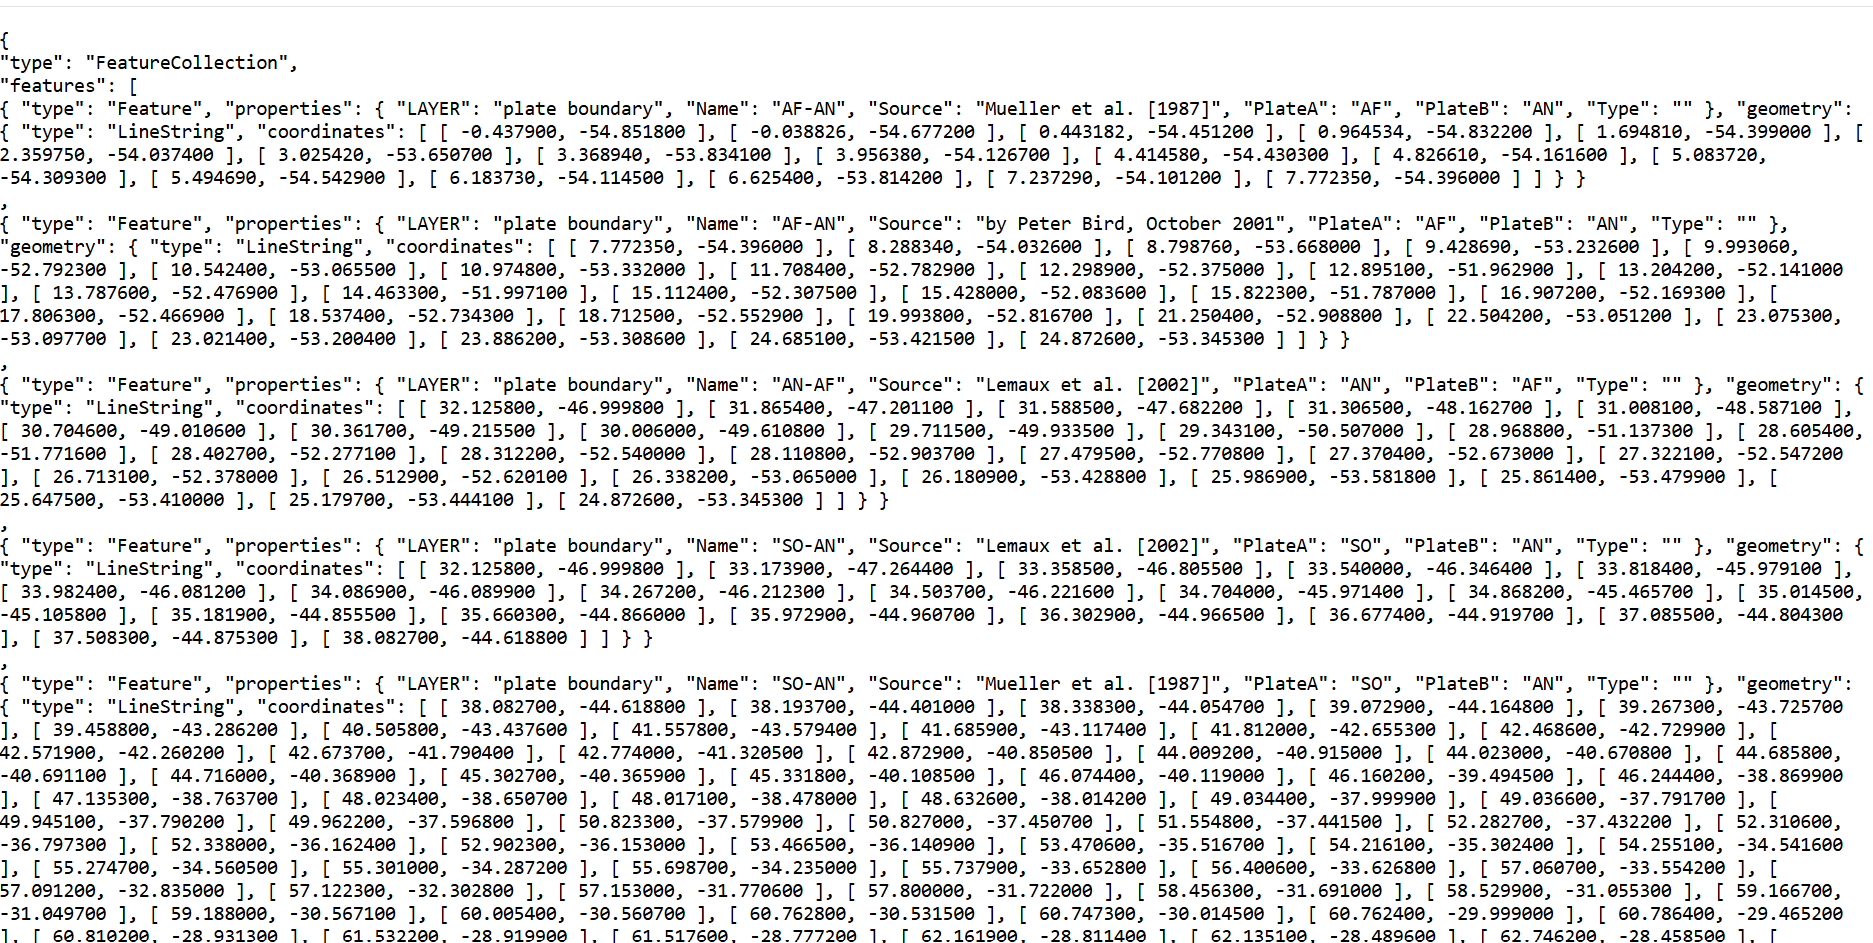 {
"type": "FeatureCollection",
"features": [
{ "type": "Feature", "properties": { "LAYER": "plate boundary", "Name": "AF-AN", "Source": "Mueller et al. [1987]", "PlateA": "AF", "PlateB": "AN", "Type": "" }, "geometry":
{ "type": "LineString", "coordinates": [ [ -0.437900, -54.851800 ], [ -0.038826, -54.677200 ], [ 0.443182, -54.451200 ], [ 0.964534, -54.832200 ], [ 1.694810, -54.399000 ], [
2.359750, -54.037400 ], [ 3.025420, -53.650700 ], [ 3.368940, -53.834100 ], [ 3.956380, -54.126700 ], [ 4.414580, -54.430300 ], [ 4.826610, -54.161600 ], [ 5.083720,
-54.309300 ], [ 5.494690, -54.542900 ], [ 6.183730, -54.114500 ], [ 6.625400, -53.814200 ], [ 7.237290, -54.101200 ], [ 7.772350, -54.396000 ] ] } }
,
{ "type": "Feature", "properties": { "LAYER": "plate boundary", "Name": "AF-AN", "Source": "by Peter Bird, October 2001", "PlateA": "AF", "PlateB": "AN", "Type": "" },
"geometry": { "type": "LineString", "coordinates": [ [ 7.772350, -54.396000 ], [ 8.288340, -54.032600 ], [ 8.798760, -53.668000 ], [ 9.428690, -53.232600 ], [ 9.993060,
-52.792300 ], [ 10.542400, -53.065500 ], [ 10.974800, -53.332000 ], [ 11.708400, -52.782900 ], [ 12.298900, -52.375000 ], [ 12.895100, -51.962900 ], [ 13.204200, -52.141000
], [ 13.787600, -52.476900 ], [ 14.463300, -51.997100 ], [ 15.112400, -52.307500 ], [ 15.428000, -52.083600 ], [ 15.822300, -51.787000 ], [ 16.907200, -52.169300 ], [
17.806300, -52.466900 ], [ 18.537400, -52.734300 ], [ 18.712500, -52.552900 ], [ 19.993800, -52.816700 ], [ 21.250400, -52.908800 ], [ 22.504200, -53.051200 ], [ 23.075300,
-53.097700 ], [ 23.021400, -53.200400 ], [ 23.886200, -53.308600 ], [ 24.685100, -53.421500 ], [ 24.872600, -53.345300 ] ] } }
,
{ "type": "Feature", "properties": { "LAYER": "plate boundary", "Name": "AN-AF", "Source": "Lemaux et al. [2002]", "PlateA": "AN", "PlateB": "AF", "Type": "" }, "geometry": {
"type": "LineString", "coordinates": [ [ 32.125800, -46.999800 ], [ 31.865400, -47.201100 ], [ 31.588500, -47.682200 ], [ 31.306500, -48.162700 ], [ 31.008100, -48.587100 ],
[ 30.704600, -49.010600 ], [ 30.361700, -49.215500 ], [ 30.006000, -49.610800 ], [ 29.711500, -49.933500 ], [ 29.343100, -50.507000 ], [ 28.968800, -51.137300 ], [ 28.605400,
-51.771600 ], [ 28.402700, -52.277100 ], [ 28.312200, -52.540000 ], [ 28.110800, -52.903700 ], [ 27.479500, -52.770800 ], [ 27.370400, -52.673000 ], [ 27.322100, -52.547200
], [ 26.713100, -52.378000 ], [ 26.512900, -52.620100 ], [ 26.338200, -53.065000 ], [ 26.180900, -53.428800 ], [ 25.986900, -53.581800 ], [ 25.861400, -53.479900 ], [
25.647500, -53.410000 ], [ 25.179700, -53.444100 ], [ 24.872600, -53.345300 ] ] } }
,
{ "type": "Feature", "properties": { "LAYER": "plate boundary", "Name": "SO-AN", "Source": "Lemaux et al. [2002]", "PlateA": "SO", "PlateB": "AN", "Type": "" }, "geometry": {
"type": "LineString", "coordinates": [ [ 32.125800, -46.999800 ], [ 33.173900, -47.264400 ], [ 33.358500, -46.805500 ], [ 33.540000, -46.346400 ], [ 33.818400, -45.979100 ],
[ 33.982400, -46.081200 ], [ 34.086900, -46.089900 ], [ 34.267200, -46.212300 ], [ 34.503700, -46.221600 ], [ 34.704000, -45.971400 ], [ 34.868200, -45.465700 ], [ 35.014500,
-45.105800 ], [ 35.181900, -44.855500 ], [ 35.660300, -44.866000 ], [ 35.972900, -44.960700 ], [ 36.302900, -44.966500 ], [ 36.677400, -44.919700 ], [ 37.085500, -44.804300
], [ 37.508300, -44.875300 ], [ 38.082700, -44.618800 ] ] } }
,
{ "type": "Feature", "properties": { "LAYER": "plate boundary", "Name": "SO-AN", "Source": "Mueller et al. [1987]", "PlateA": "SO", "PlateB": "AN", "Type": "" }, "geometry":
{ "type": "LineString", "coordinates": [ [ 38.082700, -44.618800 ], [ 38.193700, -44.401000 ], [ 38.338300, -44.054700 ], [ 39.072900, -44.164800 ], [ 39.267300, -43.725700
], [ 39.458800, -43.286200 ], [ 40.505800, -43.437600 ], [ 41.557800, -43.579400 ], [ 41.685900, -43.117400 ], [ 41.812000, -42.655300 ], [ 42.468600, -42.729900 ], [
42.571900, -42.260200 ], [ 42.673700, -41.790400 ], [ 42.774000, -41.320500 ], [ 42.872900, -40.850500 ], [ 44.009200, -40.915000 ], [ 44.023000, -40.670800 ], [ 44.685800,
-40.691100 ], [ 44.716000, -40.368900 ], [ 45.302700, -40.365900 ], [ 45.331800, -40.108500 ], [ 46.074400, -40.119000 ], [ 46.160200, -39.494500 ], [ 46.244400, -38.869900
], [ 47.135300, -38.763700 ], [ 48.023400, -38.650700 ], [ 48.017100, -38.478000 ], [ 48.632600, -38.014200 ], [ 49.034400, -37.999900 ], [ 49.036600, -37.791700 ], [
49.945100, -37.790200 ], [ 49.962200, -37.596800 ], [ 50.823300, -37.579900 ], [ 50.827000, -37.450700 ], [ 51.554800, -37.441500 ], [ 52.282700, -37.432200 ], [ 52.310600,
-36.797300 ], [ 52.338000, -36.162400 ], [ 52.902300, -36.153000 ], [ 53.466500, -36.140900 ], [ 53.470600, -35.516700 ], [ 54.216100, -35.302400 ], [ 54.255100, -34.541600
], [ 55.274700, -34.560500 ], [ 55.301000, -34.287200 ], [ 55.698700, -34.235000 ], [ 55.737900, -33.652800 ], [ 56.400600, -33.626800 ], [ 57.060700, -33.554200 ], [
57.091200, -32.835000 ], [ 57.122300, -32.302800 ], [ 57.153000, -31.770600 ], [ 57.800000, -31.722000 ], [ 58.456300, -31.691000 ], [ 58.529900, -31.055300 ], [ 59.166700,
-31.049700 ], [ 59.188000, -30.567100 ], [ 60.005400, -30.560700 ], [ 60.762800, -30.531500 ], [ 60.747300, -30.014500 ], [ 60.762400, -29.999000 ], [ 60.786400, -29.465200
], [ 60.810200, -28.931300 ], [ 61.532200, -28.919900 ], [ 61.517600, -28.777200 ], [ 62.161900, -28.811400 ], [ 62.135100, -28.489600 ], [ 62.746200, -28.458500 ], [